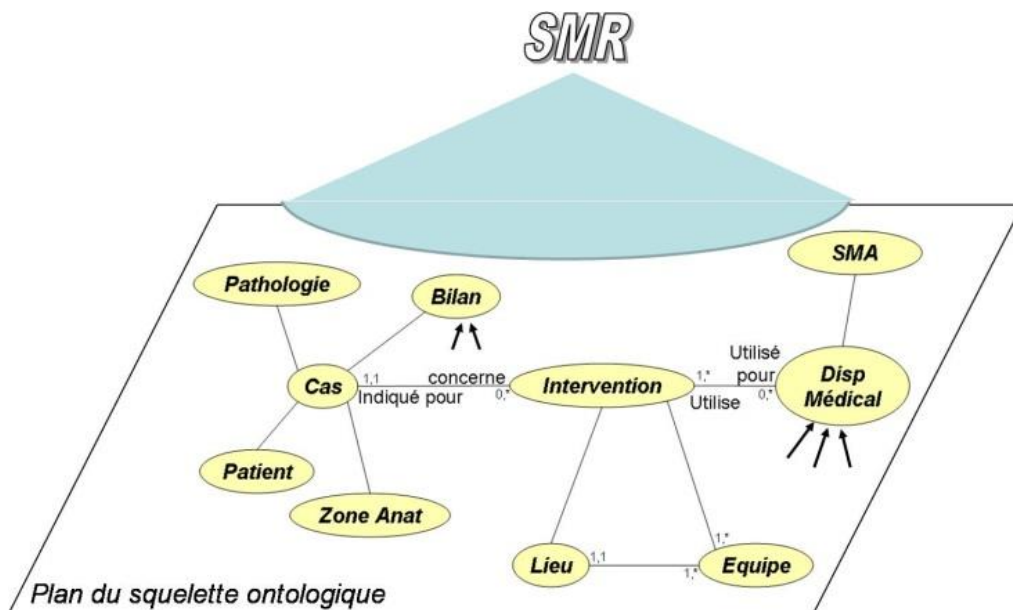 SMR
SMA
Pathologie
Bilan
Utilisé
pour
1,1
concerne
Cas
Intervention
1,*
Disp
Médical
Indiqué pour
0,*
Utilise
0,*
Patient
Zone Anat
1,*
Lieu
1,1
1,*
Equipe
Plan du squelette ontologique